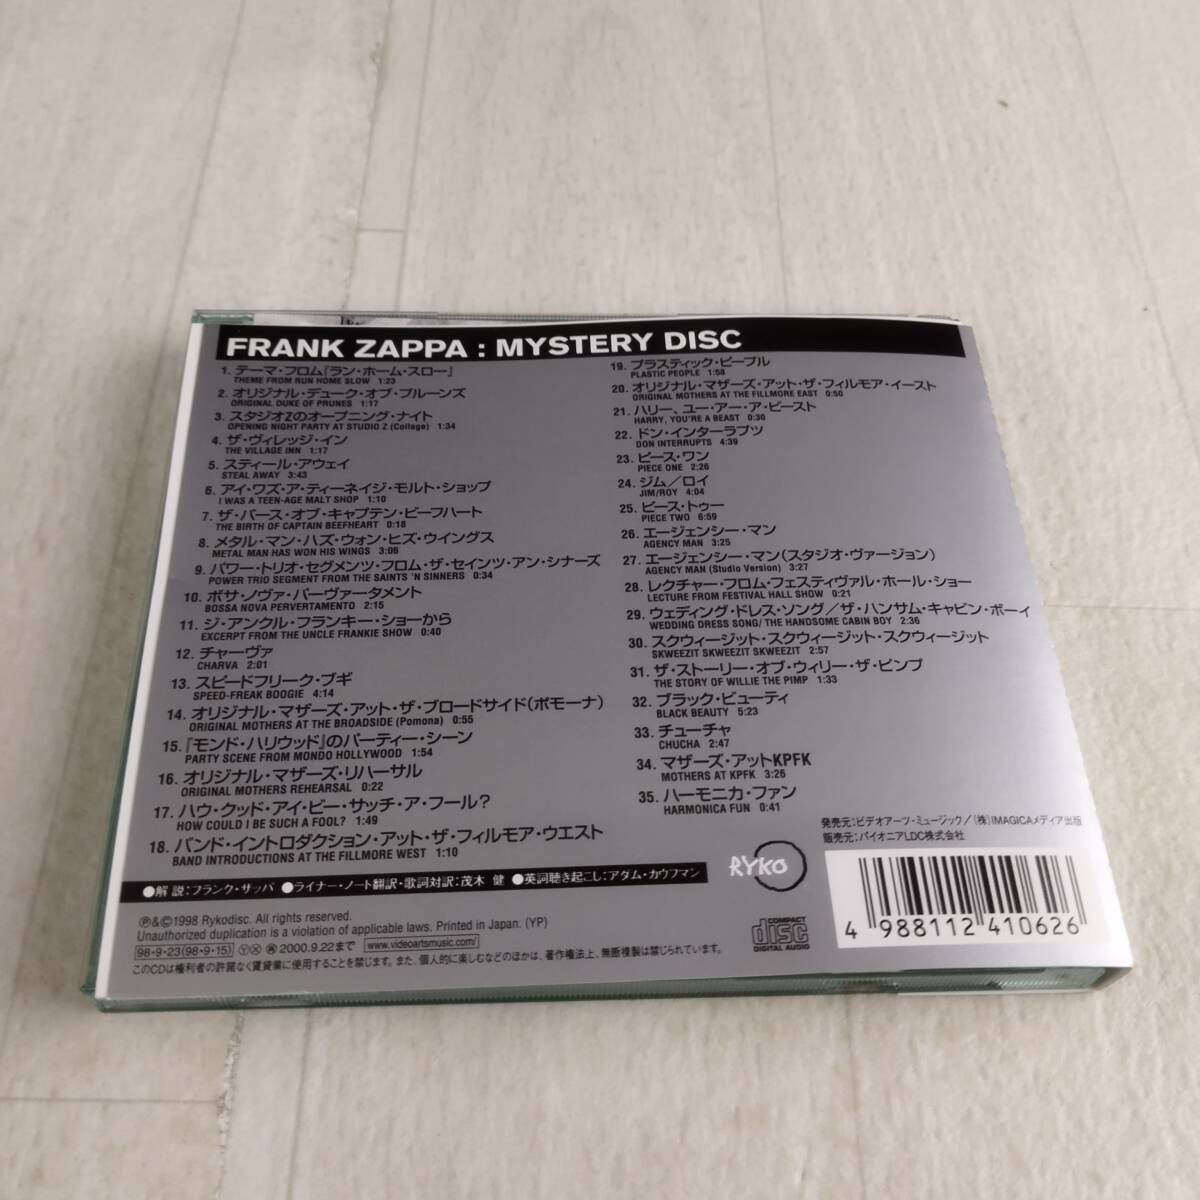 FRANK ZAPPA : MYSTERY DISC
1. テーマ・フロム『ラン・ホーム・スロー』
THEME FROM RUN HOME SLOW 1:23
2. オリジナル・デューク・オブ・プルーンズ
ORIGINAL DUKE OF PRUNES 1:17
3. スタジオZのオープニング・ナイト
OPENING NIGHT PARTY AT STUDIO Z (Collage) 1:34
4. ザ・ヴィレッジ・イン
THE VILLAGE INN 1:17
5. スティール・アウェイ
STEAL AWAY 3:43
6. アイ・ワズ・ア・ティーネイジ・モルト・ショップ
I WAS A TEEN-AGE MALT SHOP 1:10
7. ザ・バース・オブ・キャプテン・ビーフハート
THE BIRTH OF CAPTAIN BEEFHEART 0:18
8. メタル・マン・ハズ・ウォン・ヒズ・ウイングス
METAL MAN HAS WON HIS WINGS 3:06
9. パワー・トリオ・セグメンツ・フロム・ザ・セインツ・アン・シナーズ
POWER TRIO SEGMENT FROM THE SAINTS 'N SINNERS 0:34
10. ボサ・ノヴァ・パーヴァータメント
BOSSA NOVA PERVERTAMENTO 2:15
11. ジ・アンクル・フランキー・ショーから
EXCERPT FROM THE UNCLE FRANKIE SHOW 0:40
12. チャーヴァ
CHARVA 2:01
13. スピードフリーク・ブギ
SPEED-FREAK BOOGIE 4:14
14. オリジナル・マザーズ・アット・ザ・ブロードサイド(ポモーナ)
ORIGINAL MOTHERS AT THE BROADSIDE (Pomona) 0:55
15. 『モンド・ハリウッド』のパーティー・シーン
PARTY SCENE FROM MONDO HOLLYWOOD 1:54
16. オリジナル・マザーズ・リハーサル
ORIGINAL MOTHERS REHEARSAL 0:22
17. ハウ・クッド・アイ・ビー・サッチ・ア・フール?
HOW COULD I BE SUCH A FOOL? 1:49
18. バンド・イントロダクション・アット・ザ・フィルモア・ウエスト
BAND INTRODUCTIONS AT THE FILLMORE WEST 1:10
19. プラスティック・ピープル
PLASTIC PEOPLE 1:58
20. オリジナル・マザーズ・アット・ザ・フィルモア・イースト
ORIGINAL MOTHERS AT THE FILLMORE EAST 0:50
21. ハリー、ユー・アー・ア・ビースト
HARRY, YOU'RE A BEAST 0:30
22. ドン・インターラプツ
DON INTERRUPTS 4:39
23. ピース・ワン
PIECE ONE 2:26
24. ジム/ロイ
JIM/ROY 4:04
25. ピース・トゥー
PIECE TWO 6:59
26. エージェンシー・マン
AGENCY MAN 3:25
27. エージェンシー・マン(スタジオ・ヴァージョン)
AGENCY MAN (Studio Version) 3:27
28. レクチャー・フロム・フェスティヴァル・ホール・ショー
LECTURE FROM FESTIVAL HALL SHOW 0:21
29. ウェディング・ドレス・ソング/ザ・ハンサム・キャビン・ボーイ
WEDDING DRESS SONG/ THE HANDSOME CABIN BOY 2:36
30. スクウィージット・スクウィージット・スクウィージット
SKWEEZIT SKWEEZIT SKWEEZIT 2:57
31. ザ・ストーリー・オブ・ウィリー・ザ・ピンプ
THE STORY OF WILLIE THE PIMP 1:33
32. ブラック・ビューティ
BLACK BEAUTY 5:23
33. チューチャ
CHUCHA 2:47
34. マザーズ・アットKPFK
MOTHERS AT KPFK 3:26
35. ハーモニカ・ファン
HARMONICA FUN 0:41
●解説:フランク・ザッパ ●ライナー・ノート翻訳・歌詞対訳:茂木 健 ●英詞聴き起こし:アダム・カウフマン
発売元:ビデオアーツ・ミュージック/(株)IMAGICAメディア出版
販売元:パイオニアLDC株式会社
RYKO
℗&©1998 Rykodisc. All rights reserved.
Unauthorized duplication is a violation of applicable laws. Printed in Japan. (YP)
98・9・23(98・9・15) 2000.9.22まで www.videoartsmusic.com/
このCDは権利者の許諾なく賃貸業に使用することを禁じます。また、個人的に楽しむなどのほかは、著作権法上、無断複製は禁じられています。
COMPACT
disc
DIGITAL AUDIO
4 988112 410626